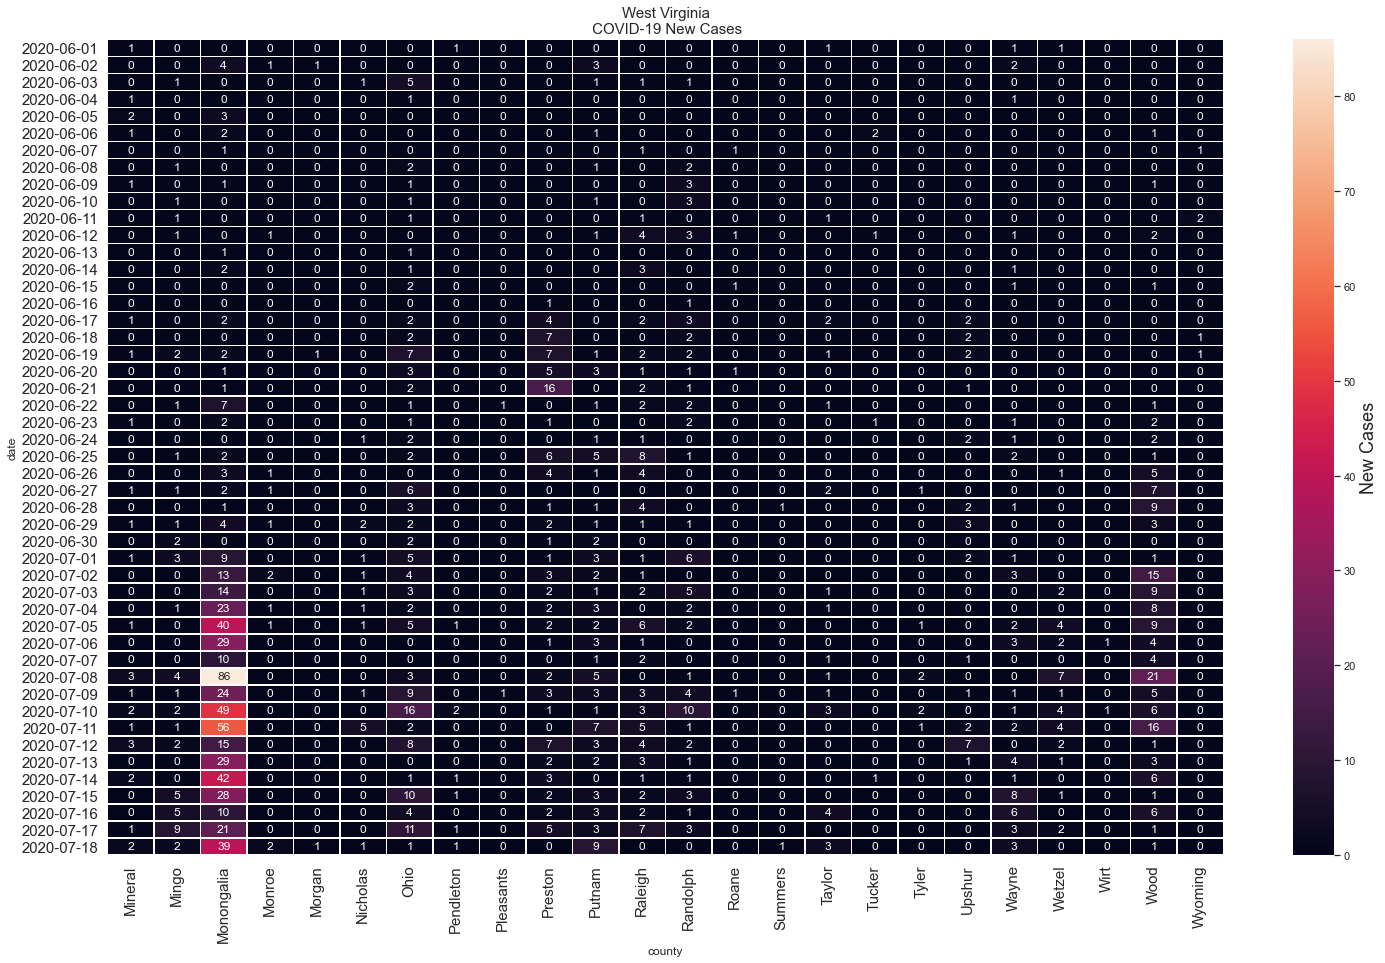 West Virginia
COVID-19 New Cases
2020-06-01 1 0 0 0 0 0 0 1 0 0 0 0 0 0 0 1 0 0 0 1 1 0 0 0
2020-06-02 0 0 4 1 1 0 0 0 0 0 3 0 0 0 0 0 0 0 0 2 0 0 0 0
2020-06-03 0 1 0 0 0 1 5 0 0 0 1 1 1 0 0 0 0 0 0 0 0 0 0 0
2020-06-04 1 0 0 0 0 0 1 0 0 0 0 0 0 0 0 0 0 0 0 1 0 0 0 0
2020-06-05 2 0 3 0 0 0 0 0 0 0 0 0 0 0 0 0 0 0 0 0 0 0 0 0
2020-06-06 1 0 2 0 0 0 0 0 0 0 1 0 0 0 0 0 2 0 0 0 0 0 1 0
2020-06-07 0 0 1 0 0 0 0 0 0 0 0 1 0 1 0 0 0 0 0 0 0 0 0 1
2020-06-08 0 1 0 0 0 0 2 0 0 0 1 0 2 0 0 0 0 0 0 0 0 0 0 0
2020-06-09 1 0 1 0 0 0 1 0 0 0 0 0 3 0 0 0 0 0 0 0 0 0 1 0
2020-06-10 0 1 0 0 0 0 1 0 0 0 1 0 3 0 0 0 0 0 0 0 0 0 0 0
2020-06-11 0 1 0 0 0 0 1 0 0 0 0 1 0 0 0 1 0 0 0 0 0 0 0 2
2020-06-12 0 1 0 1 0 0 0 0 0 0 1 4 3 1 0 0 1 0 0 1 0 0 2 0
2020-06-13 0 0 1 0 0 0 1 0 0 0 0 0 0 0 0 0 0 0 0 0 0 0 0 0
2020-06-14 0 0 2 0 0 0 1 0 0 0 0 3 0 0 0 0 0 0 0 1 0 0 0 0
2020-06-15 0 0 0 0 0 0 2 0 0 0 0 0 0 1 0 0 0 0 0 1 0 0 1 0
2020-06-16 0 0 0 0 0 0 0 0 0 1 0 0 1 0 0 0 0 0 0 0 0 0 0 0
2020-06-17 1 0 2 0 0 0 2 0 0 4 0 2 3 0 0 2 0 0 2 0 0 0 0 0
2020-06-18 0 0 0 0 0 0 2 0 0 7 0 0 2 0 0 0 0 0 2 0 0 0 0 1
2020-06-19 1 2 2 0 1 0 7 0 0 7 1 2 2 0 0 1 0 0 2 0 0 0 0 1
2020-06-20 0 0 1 0 0 0 3 0 0 5 3 1 1 1 0 0 0 0 0 0 0 0 0 0
2020-06-21 0 0 1 0 0 0 2 0 0 16 0 2 1 0 0 0 0 0 1 0 0 0 0 0
2020-06-22 0 1 7 0 0 0 1 0 1 0 1 2 2 0 0 1 0 0 0 0 0 0 1 0
2020-06-23 1 0 2 0 0 0 1 0 0 1 0 0 2 0 0 0 1 0 0 1 0 0 2 0
2020-06-24 0 0 0 0 0 1 2 0 0 0 1 1 0 0 0 0 0 0 2 1 0 0 2 0
2020-06-25 0 1 2 0 0 0 2 0 0 6 5 8 1 0 0 0 0 0 0 2 0 0 1 0
2020-06-26 0 0 3 1 0 0 0 0 0 4 1 4 0 0 0 0 0 0 0 0 1 0 5 0
2020-06-27 1 1 2 1 0 0 6 0 0 0 0 0 0 0 0 2 0 1 0 0 0 0 7 0
2020-06-28 0 0 1 0 0 0 3 0 0 1 1 4 0 0 1 0 0 0 2 1 0 0 9 0
2020-06-29 1 1 4 1 0 2 2 0 0 2 1 1 1 0 0 0 0 0 3 0 0 0 3 0
2020-06-30 0 2 0 0 0 0 2 0 0 1 2 0 0 0 0 0 0 0 0 0 0 0 0 0
2020-07-01 1 3 9 0 0 1 5 0 0 1 3 1 6 0 0 0 0 0 2 1 0 0 1 0
2020-07-02 0 0 13 2 0 1 4 0 0 3 2 1 0 0 0 0 0 0 0 3 0 0 15 0
2020-07-03 0 0 14 0 0 1 3 0 0 2 1 2 5 0 0 1 0 0 0 0 2 0 9 0
2020-07-04 0 1 23 1 0 1 2 0 0 2 3 0 2 0 0 1 0 0 0 0 0 0 8 0
2020-07-05 1 0 40 1 0 1 5 1 0 2 2 6 2 0 0 0 0 1 0 2 4 0 9 0
2020-07-06 0 0 29 0 0 0 0 0 0 1 3 1 0 0 0 0 0 0 0 3 2 1 4 0
2020-07-07 0 0 10 0 0 0 0 0 0 0 1 2 0 0 0 1 0 0 1 0 0 0 4 0
2020-07-08 3 4 86 0 0 0 3 0 0 2 5 0 1 0 0 1 0 2 0 0 7 0 21 0
2020-07-09 1 1 24 0 0 1 9 0 1 3 3 3 4 1 0 1 0 0 1 1 1 0 5 0
2020-07-10 2 2 49 0 0 0 16 2 0 1 1 3 10 0 0 3 0 2 0 1 4 1 6 0
2020-07-11 1 1 56 0 0 5 2 0 0 0 7 5 1 0 0 0 0 1 2 2 4 0 16 0
2020-07-12 3 2 15 0 0 0 8 0 0 7 3 4 2 0 0 0 0 0 7 0 2 0 1 0
2020-07-13 0 0 29 0 0 0 0 0 0 2 2 3 1 0 0 0 0 0 1 4 1 0 3 0
2020-07-14 2 0 42 0 0 0 1 1 0 3 0 1 1 0 0 0 1 0 0 1 0 0 6 0
2020-07-15 0 5 28 0 0 0 10 1 0 2 3 2 3 0 0 0 0 0 0 8 1 0 1 0
2020-07-16 0 5 10 0 0 0 4 0 0 2 3 2 1 0 0 4 0 0 0 6 0 0 6 0
2020-07-17 1 9 21 0 0 0 11 1 0 5 3 7 3 0 0 0 0 0 0 3 2 0 1 0
2020-07-18 2 2 39 2 1 1 1 1 0 0 9 0 0 0 1 3 0 0 0 3 0 0 1 0
date
Mineral Mingo Monongalia Monroe Morgan Nicholas Ohio Pendleton Pleasants Preston Putnam Raleigh Randolph Roane Summers Taylor Tucker Tyler Upshur Wayne Wetzel Wirt Wood Wyoming
county
80
70
60
50
40
30
20
10
0
New Cases